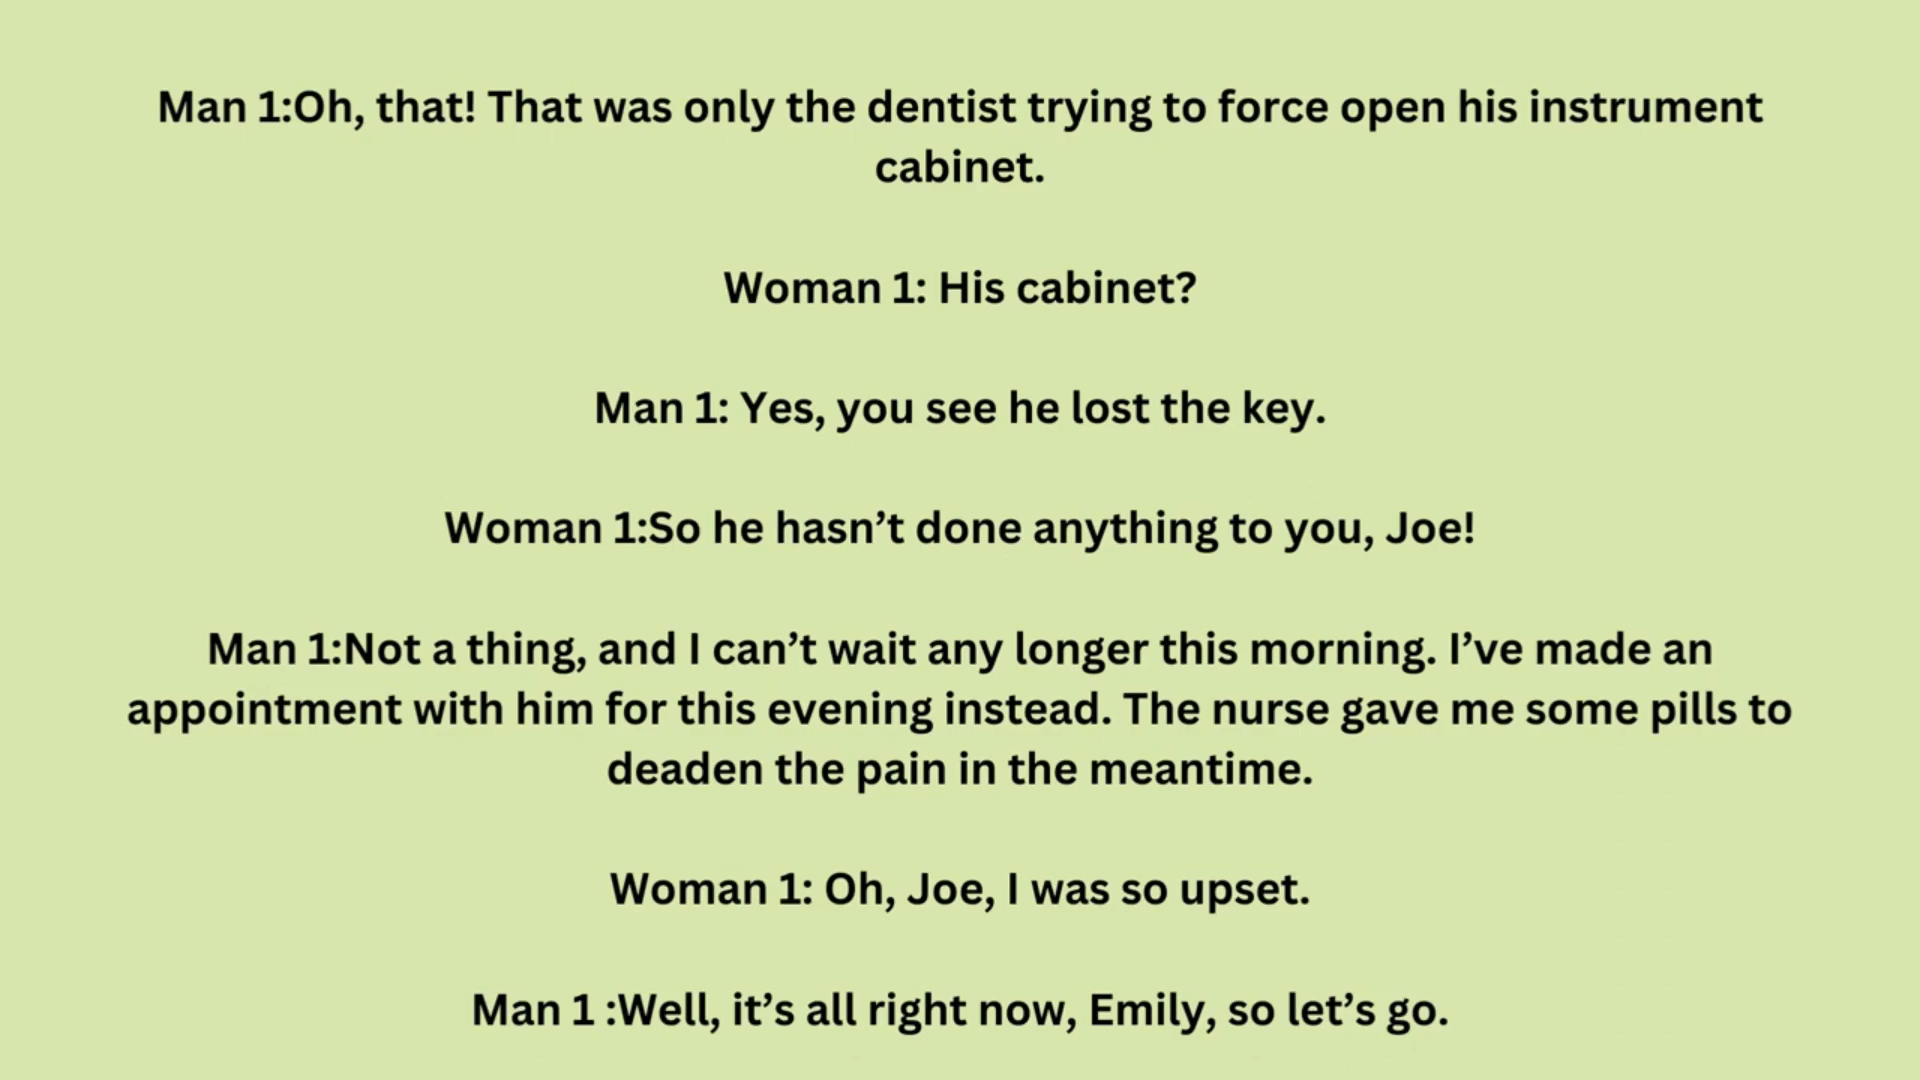 Man 1:Oh, that! That was only the dentist trying to force open his instrument
cabinet.
Woman 1: His cabinet?
Man 1: Yes, you see he lost the key.
Woman 1:So he hasn’t done anything to you, Joe!
Man 1:Not a thing, and I can’t wait any longer this morning. I’ve made an
appointment with him for this evening instead. The nurse gave me some pills to
deaden the pain in the meantime.
Woman 1: Oh, Joe, I was so upset.
Man 1 :Well, it’s all right now, Emily, so let’s go.